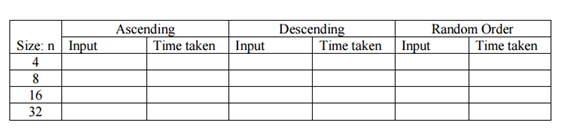 Ascending Descending Random Order
Size: n Input Time taken Input Time taken Input Time taken
4
8
16
32